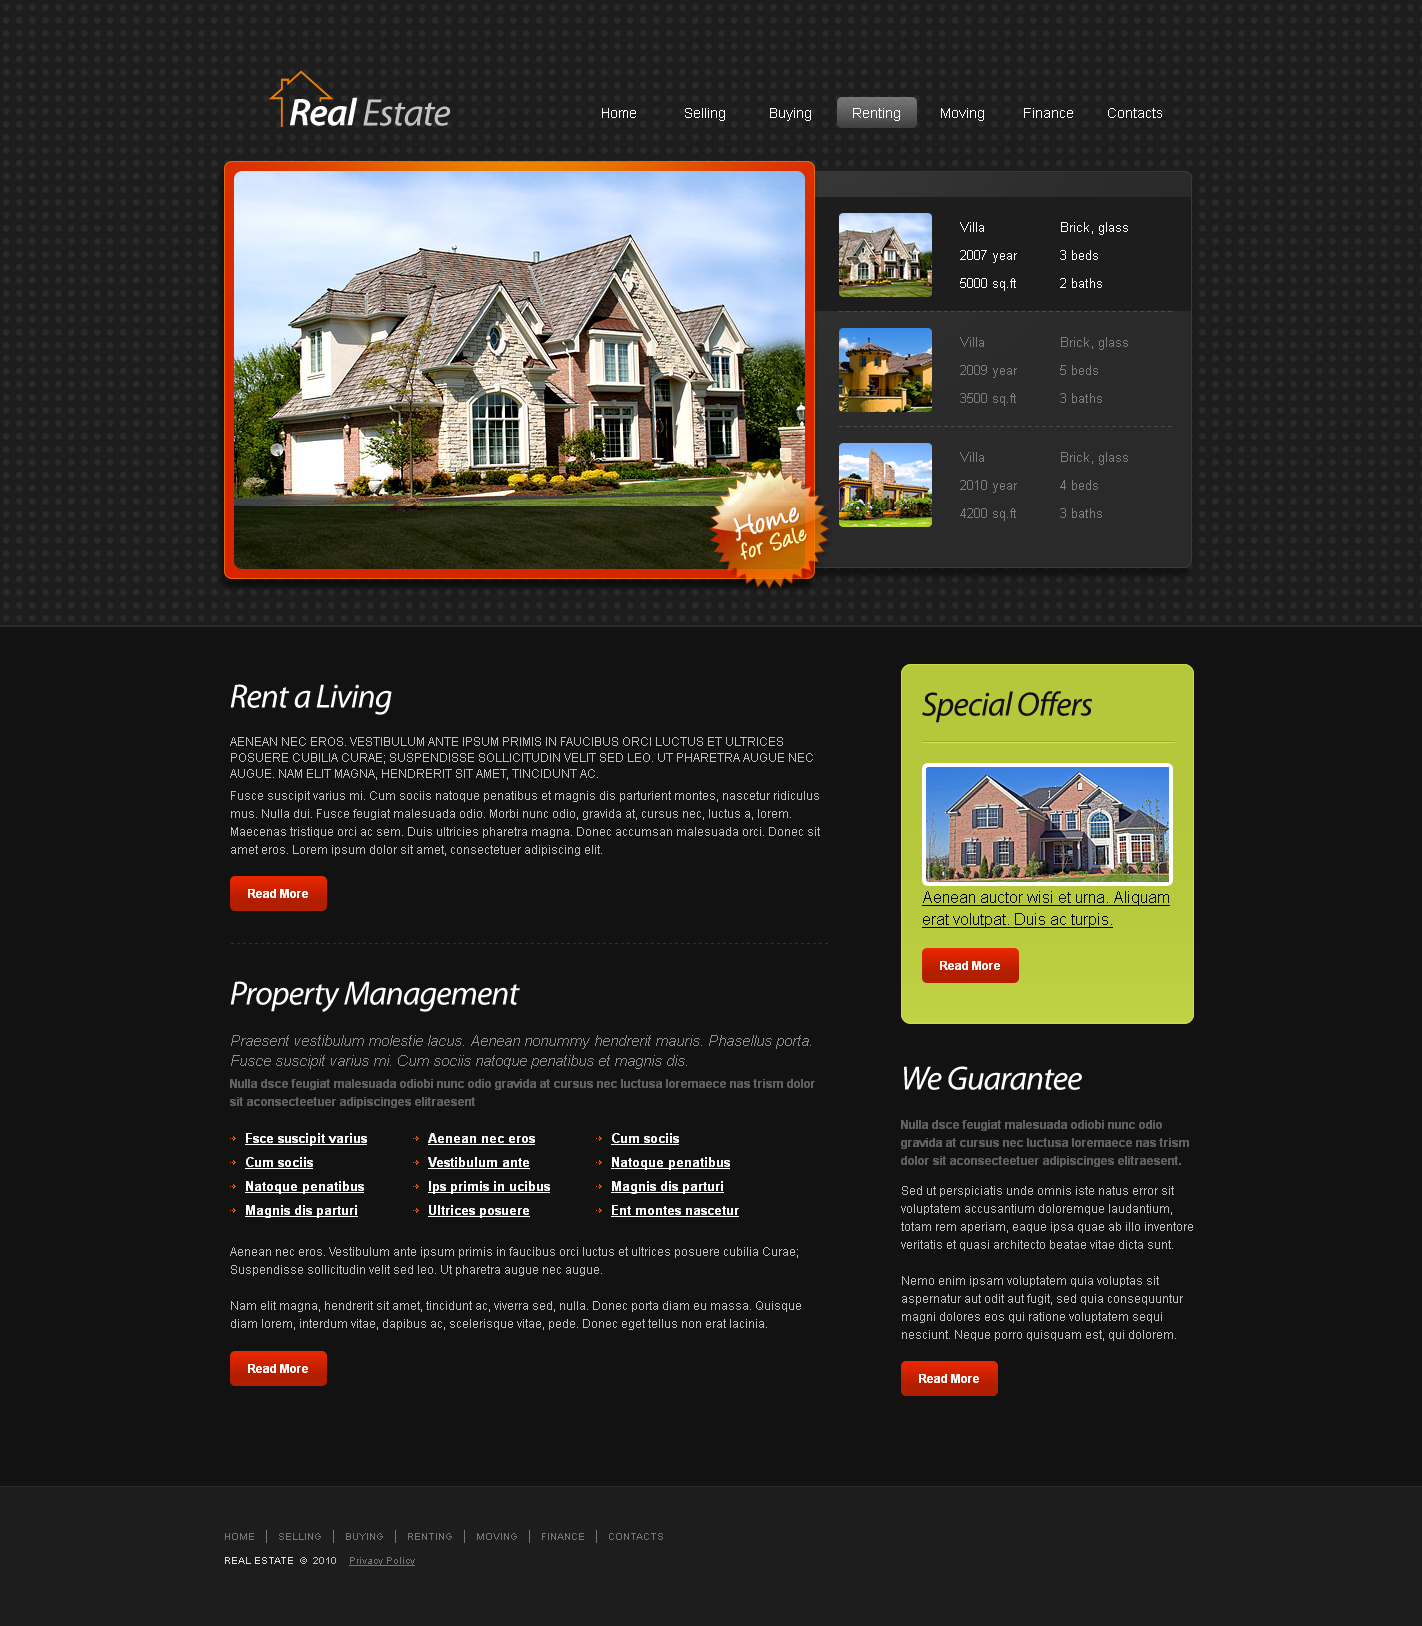 Real Estate
Home
Selling
Buying
Renting
Moving
Finance
Contacts
Villa
Brick, glass
2007 year
3 beds
5000 sq.ft
2 baths
Villa
Brick, glass
2009 year
5 beds
3500 sq.ft
3 baths
Villa
Brick, glass
2010 year
4 beds
4200 sq.ft
3 baths
Home
for Sale
Rent a Living
AENEAN NEC EROS. VESTIBULUM ANTE IPSUM PRIMIS IN FAUCIBUS ORCI LUCTUS ET ULTRICES
POSUERE CUBILIA CURAE; SUSPENDISSE SOLLICITUDIN VELIT SED LEO. UT PHARETRA AUGUE NEC
AUGUE. NAM ELIT MAGNA, HENDRERIT SIT AMET, TINCIDUNT AC.
Fusce suscipit varius mi. Cum sociis natoque penatibus et magnis dis parturient montes, nascetur ridiculus
mus. Nulla dui. Fusce feugiat malesuada odio. Morbi nunc odio, gravida at, cursus nec, luctus a, lorem.
Maecenas tristique orci ac sem. Duis ultricies pharetra magna. Donec accumsan malesuada orci. Donec sit
amet eros. Lorem ipsum dolor sit amet, consectetuer adipiscing elit.
Read More
Property Management
Praesent vestibulum molestie lacus. Aenean nonummy hendrerit mauris. Phasellus porta.
Fusce suscipit varius mi. Cum sociis natoque penatibus et magnis dis.
Nulla dsce feugiat malesuada odiobi nunc odio gravida at cursus nec luctusa loremaece nas trism dolor
sit aconsecteetuer adipiscinges elitraesent
Fsce suscipit varius
Cum sociis
Natoque penatibus
Magnis dis parturi
Aenean nec eros
Vestibulum ante
Ips primis in ucibus
Ultrices posuere
Cum sociis
Natoque penatibus
Magnis dis parturi
Ent montes nascetur
Aenean nec eros. Vestibulum ante ipsum primis in faucibus orci luctus et ultrices posuere cubilia Curae;
Suspendisse sollicitudin velit sed leo. Ut pharetra augue nec augue.
Nam elit magna, hendrerit sit amet, tincidunt ac, viverra sed, nulla. Donec porta diam eu massa. Quisque
diam lorem, interdum vitae, dapibus ac, scelerisque vitae, pede. Donec eget tellus non erat lacinia.
Read More
Special Offers
Aenean auctor wisi et urna. Aliquam
erat volutpat. Duis ac turpis.
Read More
We Guarantee
Nulla dsce feugiat malesuada odiobi nunc odio
gravida at cursus nec luctusa loremaece nas trism
dolor sit aconsecteetuer adipiscinges elitraesent.
Sed ut perspiciatis unde omnis iste natus error sit
voluptatem accusantium doloremque laudantium,
totam rem aperiam, eaque ipsa quae ab illo inventore
veritatis et quasi architecto beatae vitae dicta sunt.
Nemo enim ipsam voluptatem quia voluptas sit
aspernatur aut odit aut fugit, sed quia consequuntur
magni dolores eos qui ratione voluptatem sequi
nesciunt. Neque porro quisquam est, qui dolorem.
Read More
HOME | SELLING | BUYING | RENTING | MOVING | FINANCE | CONTACTS
REAL ESTATE © 2010 Privacy Policy